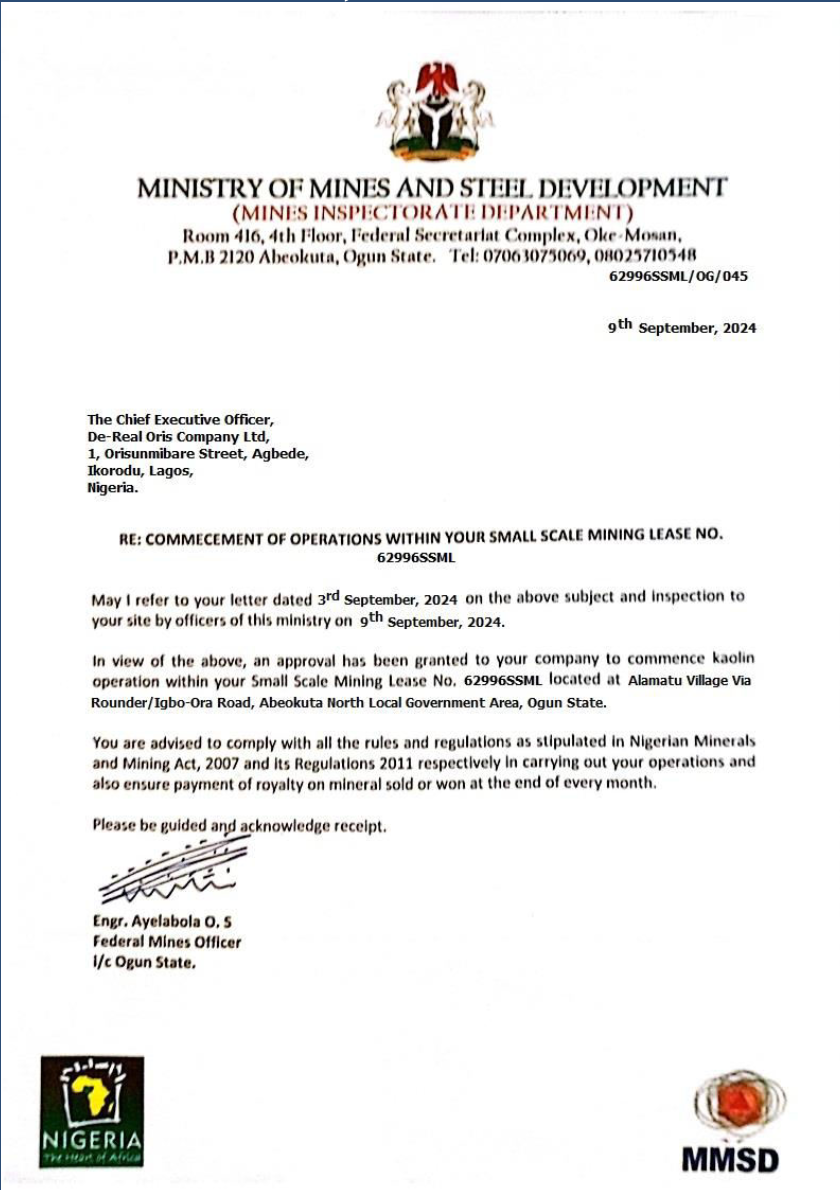 MINISTRY OF MINES AND STEEL DEVELOPMENT
(MINES INSPECTORATE DEPARTMENT)
Room 416, 4th Floor, Federal Secretariat Complex, Oke-Mosan,
P.M.B 2120 Abeokuta, Ogun State. Tel: 07063075069, 08025710548
62996SSML/OG/045
9th September, 2024
The Chief Executive Officer,
De-Real Oris Company Ltd,
1, Orisunmibare Street, Agbede,
Ikorodu, Lagos,
Nigeria.
RE: COMMECEMENT OF OPERATIONS WITHIN YOUR SMALL SCALE MINING LEASE NO.
62996SSML
May I refer to your letter dated 3rd September, 2024 on the above subject and inspection to
your site by officers of this ministry on 9th September, 2024.
In view of the above, an approval has been granted to your company to commence kaolin
operation within your Small Scale Mining Lease No. 62996SSML located at Alamatu Village Via
Rounder/Igbo-Ora Road, Abeokuta North Local Government Area, Ogun State.
You are advised to comply with all the rules and regulations as stipulated in Nigerian Minerals
and Mining Act, 2007 and its Regulations 2011 respectively in carrying out your operations and
also ensure payment of royalty on mineral sold or won at the end of every month.
Please be guided and acknowledge receipt.
Engr. Ayelabola O. S
Federal Mines Officer
I/c Ogun State.
NIGERIA
The Heart of Africa
MMSD